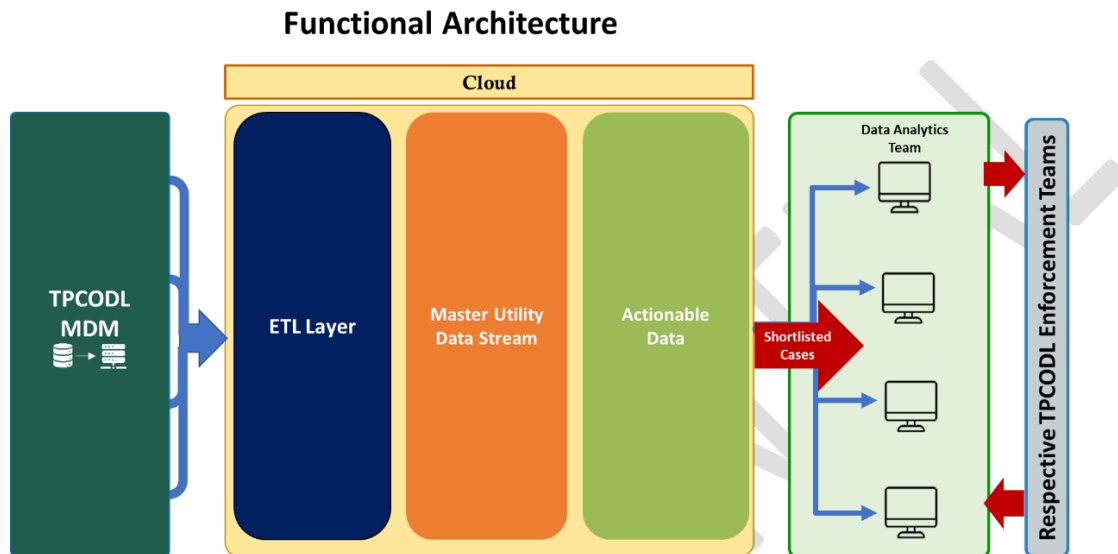 Functional Architecture
Cloud
TPCODL
MDM
ETL Layer
Master Utility
Data Stream
Actionable
Data
Shortlisted
Cases
Data Analytics
Team
Respective TPCODL Enforcement Teams